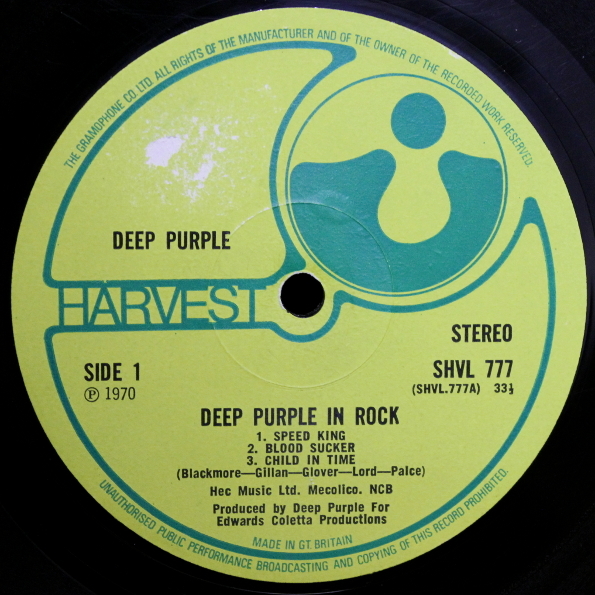 THE GRAMOPHONE CO. LTD. ALL RIGHTS OF THE MANUFACTURER AND OF THE OWNER OF THE RECORDED WORK RESERVED.
DEEP PURPLE
HARVEST
STEREO
SIDE 1
SHVL 777
Ⓟ 1970
(SHVL.777A) 33⅓
DEEP PURPLE IN ROCK
1. SPEED KING
2. BLOOD SUCKER
3. CHILD IN TIME
(Blackmore—Gillan—Glover—Lord—Palce)
Hec Music Ltd. Mecolico. NCB
Produced by Deep Purple For
Edwards Coletta Productions
MADE IN GT. BRITAIN
UNAUTHORISED PUBLIC PERFORMANCE BROADCASTING AND COPYING OF THIS RECORD PROHIBITED.